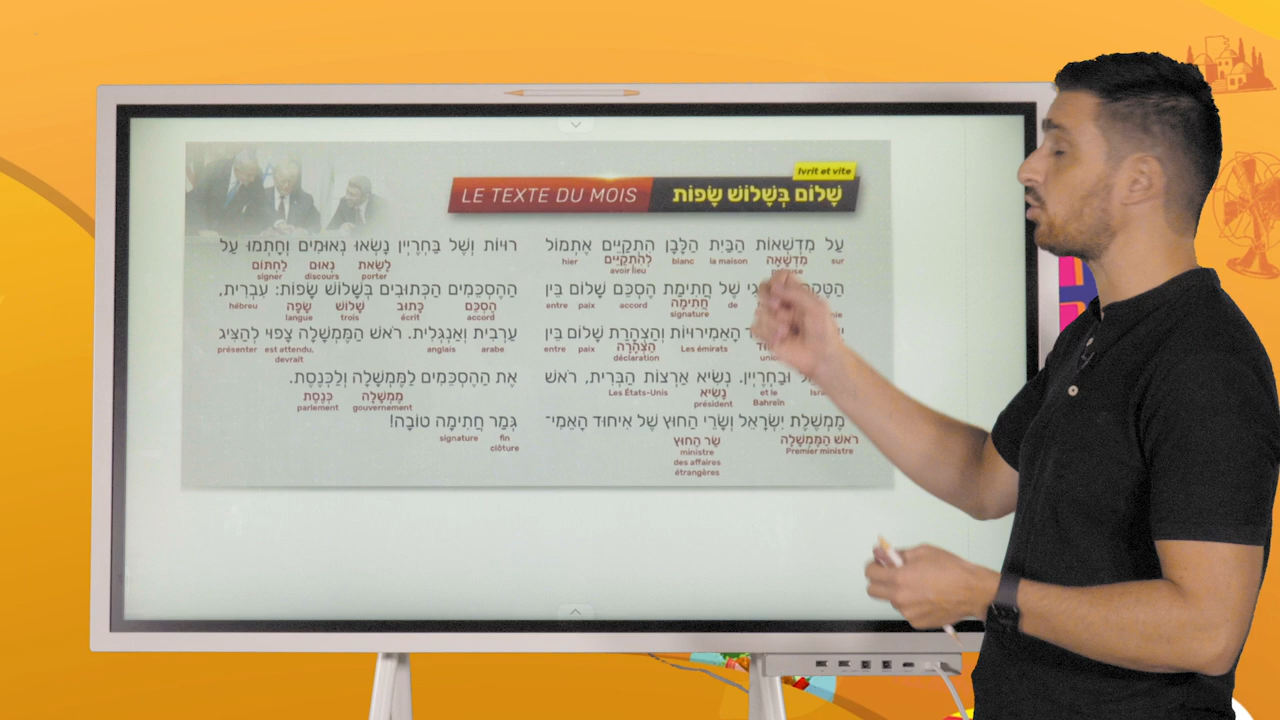 Ivrit et vite
שָׁלוֹם בְּשָׁלוֹשׁ שָׂפוֹת LE TEXTE DU MOIS
עַל מִדְשְׁאוֹת הַבַּיִת הַלָּבָן הִתְקַיֵּים אֶתְמוֹל
מִדְשָׁאָה לְהִתְקַיֵּים
sur la maison blanc avoir lieu hier
שֶׁל חֲתִימַת הֶסְכֵּם שָׁלוֹם בֵּין
חֲתִימָה
de signature accord paix entre
הָאֱמִירוּיוֹת וְהַצְהָרַת שָׁלוֹם בֵּין
הַצְהָרָה
Les émirats déclaration paix entre
וּבַחְרֵיְין. נְשִׂיא אַרְצוֹת הַבְּרִית, רֹאשׁ
נָשִׂיא
et le Bahreïn président Les États-Unis
מֶמְשֶׁלֶת יִשְׂרָאֵל וְשָׂרֵי הַחוּץ שֶׁל אִיחוּד הָאֱמִי־
רֹאשׁ הַמֶּמְשָׁלָה שַׂר הַחוּץ
Premier ministre ministre
des affaires
étrangères
רוּיוֹת וְשֶׁל בַּחְרֵיְין נָשְׂאוּ נְאוּמִים וְחָתְמוּ עַל
לָשֵׂאת נְאוּם לַחְתּוֹם
porter discours signer
הַהֶסְכֵּמִים הַכְּתוּבִים בְּשָׁלוֹשׁ שָׂפוֹת: עִבְרִית,
הֶסְכֵּם כָּתוּב שָׁלוֹשׁ שָׂפָה
accord écrit trois langue hébreu
עַרְבִית וְאַנְגְּלִית. רֹאשׁ הַמֶּמְשָׁלָה צָפוּי לְהַצִּיג
arabe anglais est attendu, présenter
devrait
אֶת הַהֶסְכֵּמִים לַמֶּמְשָׁלָה וְלַכְּנֶסֶת.
מֶמְשָׁלָה כְּנֶסֶת
gouvernement parlement
גְּמַר חֲתִימָה טוֹבָה!
fin signature
clôture